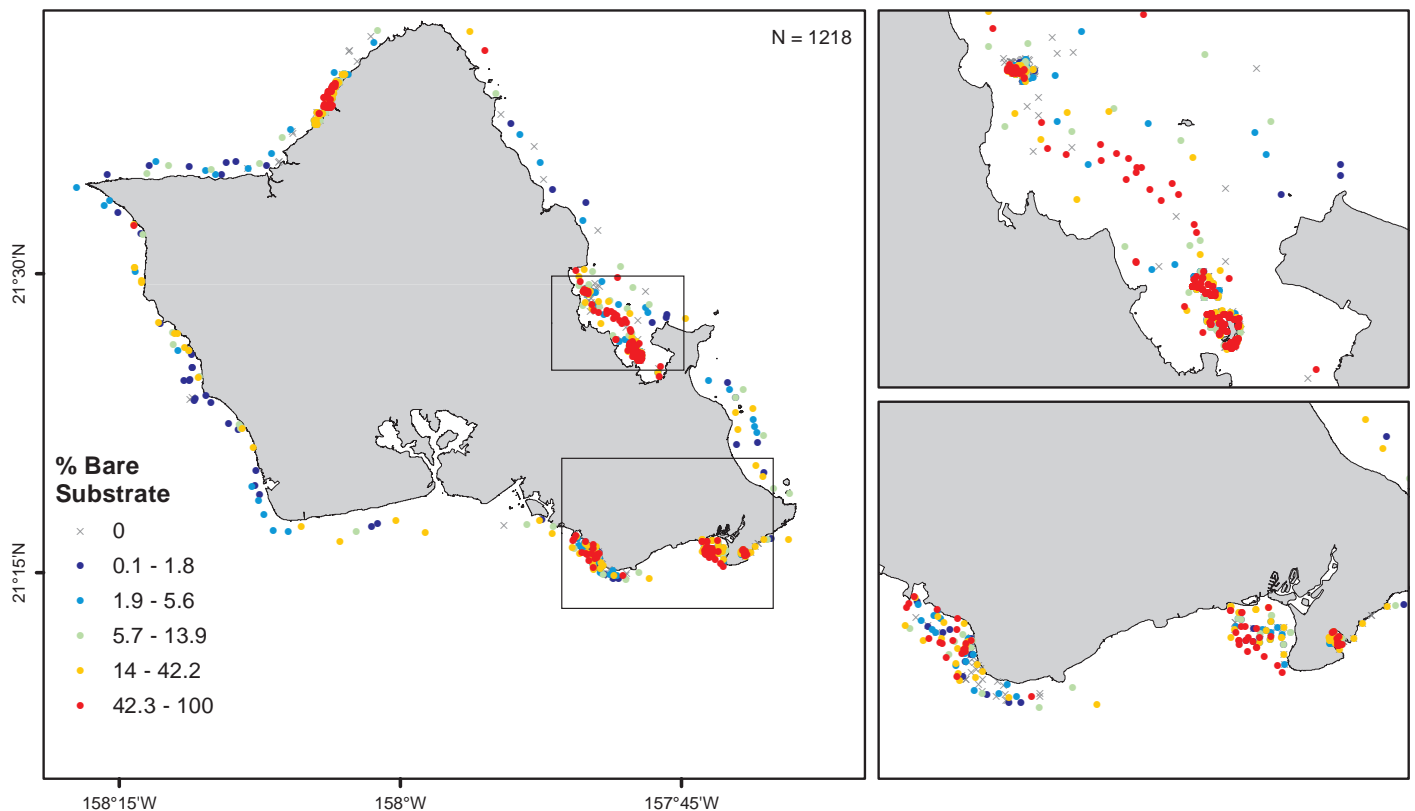 N = 1218
21°30'N
21°15'N
% Bare
Substrate
0
0.1 - 1.8
1.9 - 5.6
5.7 - 13.9
14 - 42.2
42.3 - 100
158°15'W
158°W
157°45'W